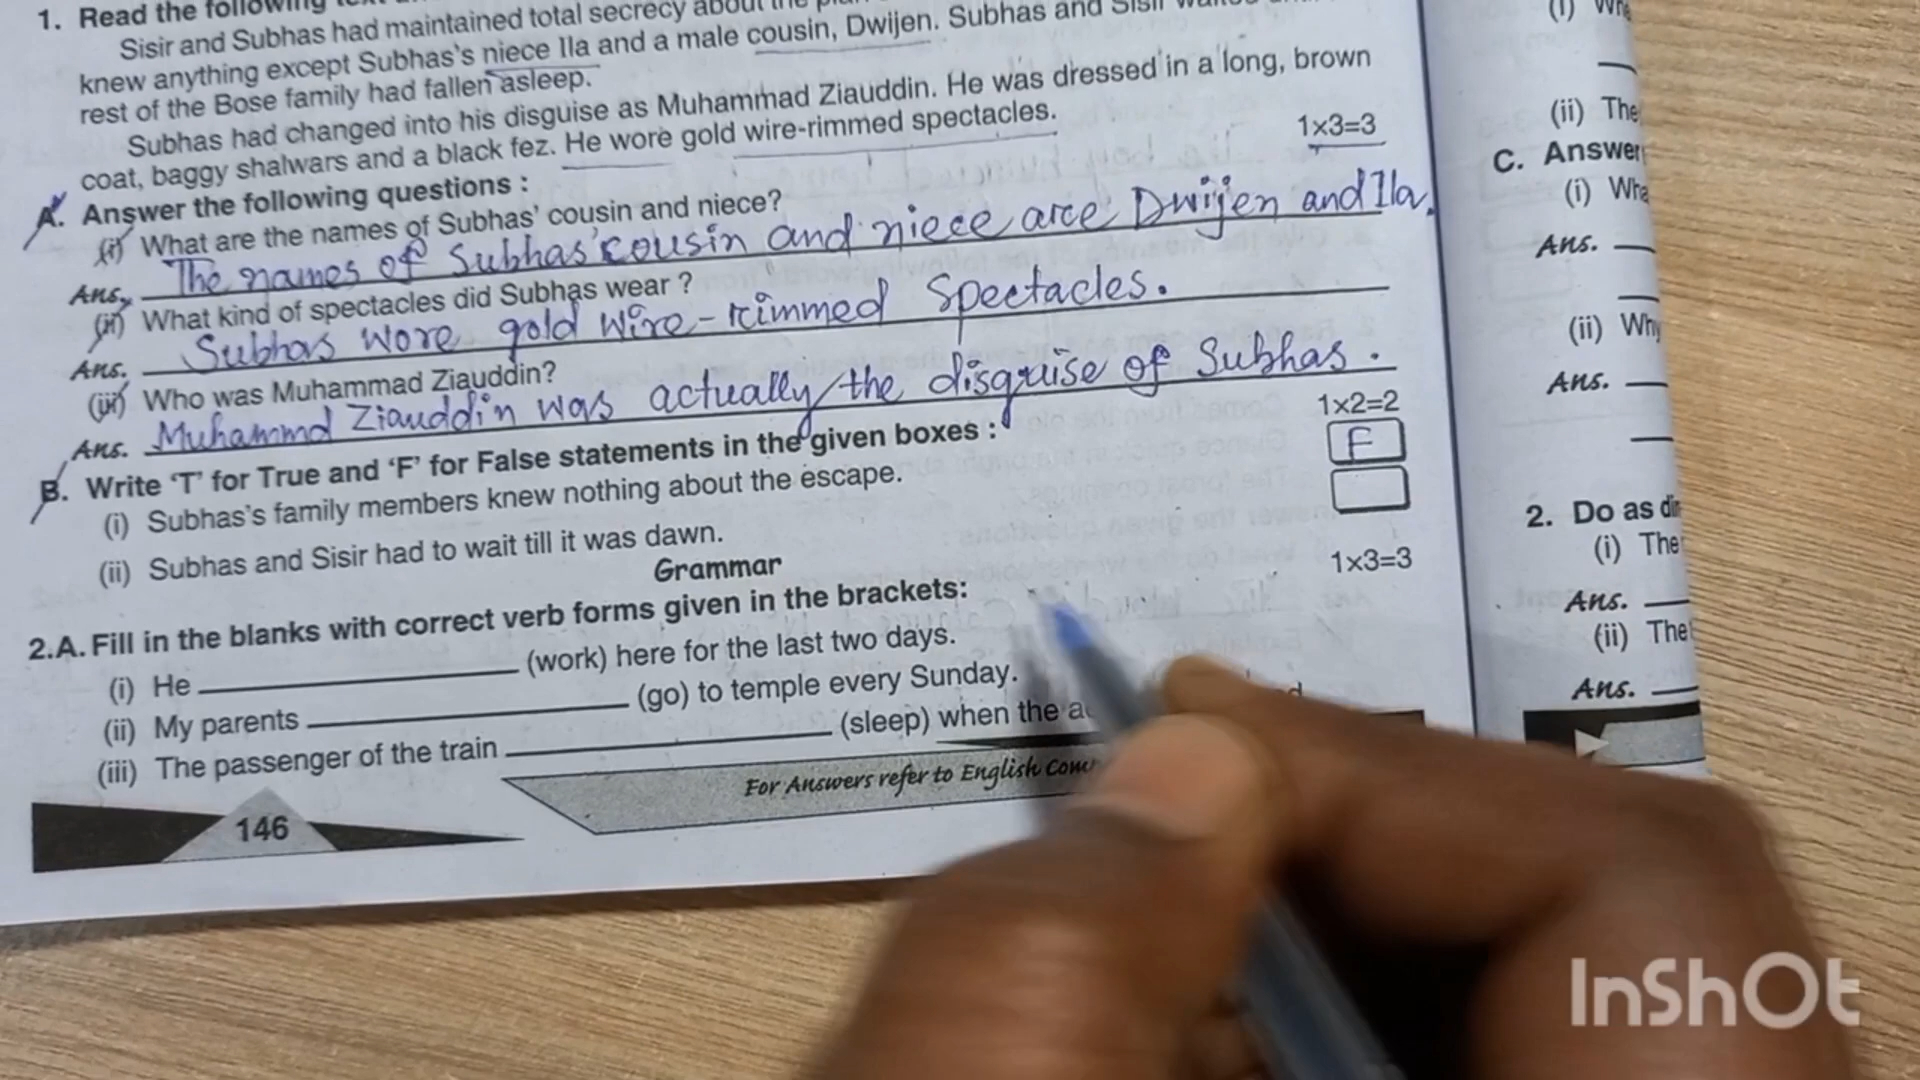 1. Read the following
Sisir and Subhas had maintained total secrecy about the
knew anything except Subhas's niece Ila and a male cousin, Dwijen. Subhas and Sisir
rest of the Bose family had fallen asleep.
Subhas had changed into his disguise as Muhammad Ziauddin. He was dressed in a long, brown
coat, baggy shalwars and a black fez. He wore gold wire-rimmed spectacles.
A. Answer the following questions : 1x3=3
(i) What are the names of Subhas' cousin and niece?
Ans. The names of Subhas' cousin and niece are Dwijen and Ila.
(ii) What kind of spectacles did Subhas wear ?
Ans. Subhas wore gold wire-rimmed spectacles.
(iii) Who was Muhammad Ziauddin?
Ans. Muhammd Ziauddin was actually the disguise of Subhas.
B. Write 'T' for True and 'F' for False statements in the given boxes : 1x2=2
(i) Subhas's family members knew nothing about the escape. F
(ii) Subhas and Sisir had to wait till it was dawn.
Grammar
2.A. Fill in the blanks with correct verb forms given in the brackets: 1x3=3
(i) He (work) here for the last two days.
(ii) My parents (go) to temple every Sunday.
(iii) The passenger of the train (sleep) when the
For Answers refer to English
146
(ii) The
C. Answer
(i)
Ans.
(ii) Why
Ans.
2. Do as
(i) The
Ans.
(ii) The
Ans.
InShOt